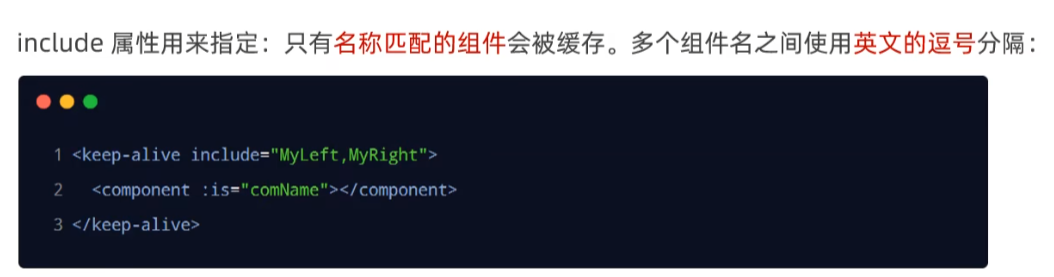 include 属性用来指定：只有名称匹配的组件会被缓存。多个组件名之间使用英文的逗号分隔：
1 <keep-alive include="MyLeft,MyRight">
2   <component :is="comName"></component>
3 </keep-alive>